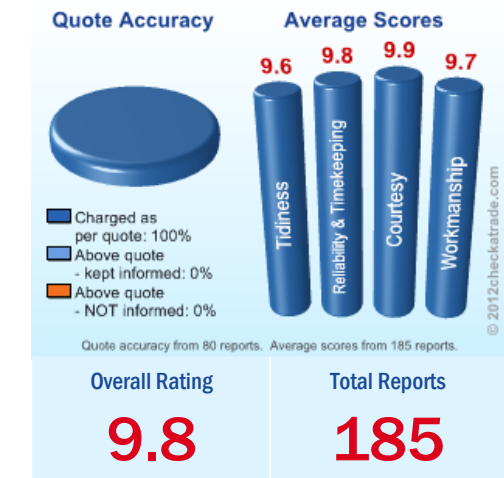 Quote Accuracy
Charged as
per quote: 100%
Above quote
- kept informed: 0%
Above quote
- NOT informed: 0%
Average Scores
9.6
9.8
9.9
9.7
Tidiness
Reliability & Timekeeping
Courtesy
Workmanship
© 2012checkatrade.com
Quote accuracy from 80 reports. Average scores from 185 reports.
Overall Rating
9.8
Total Reports
185